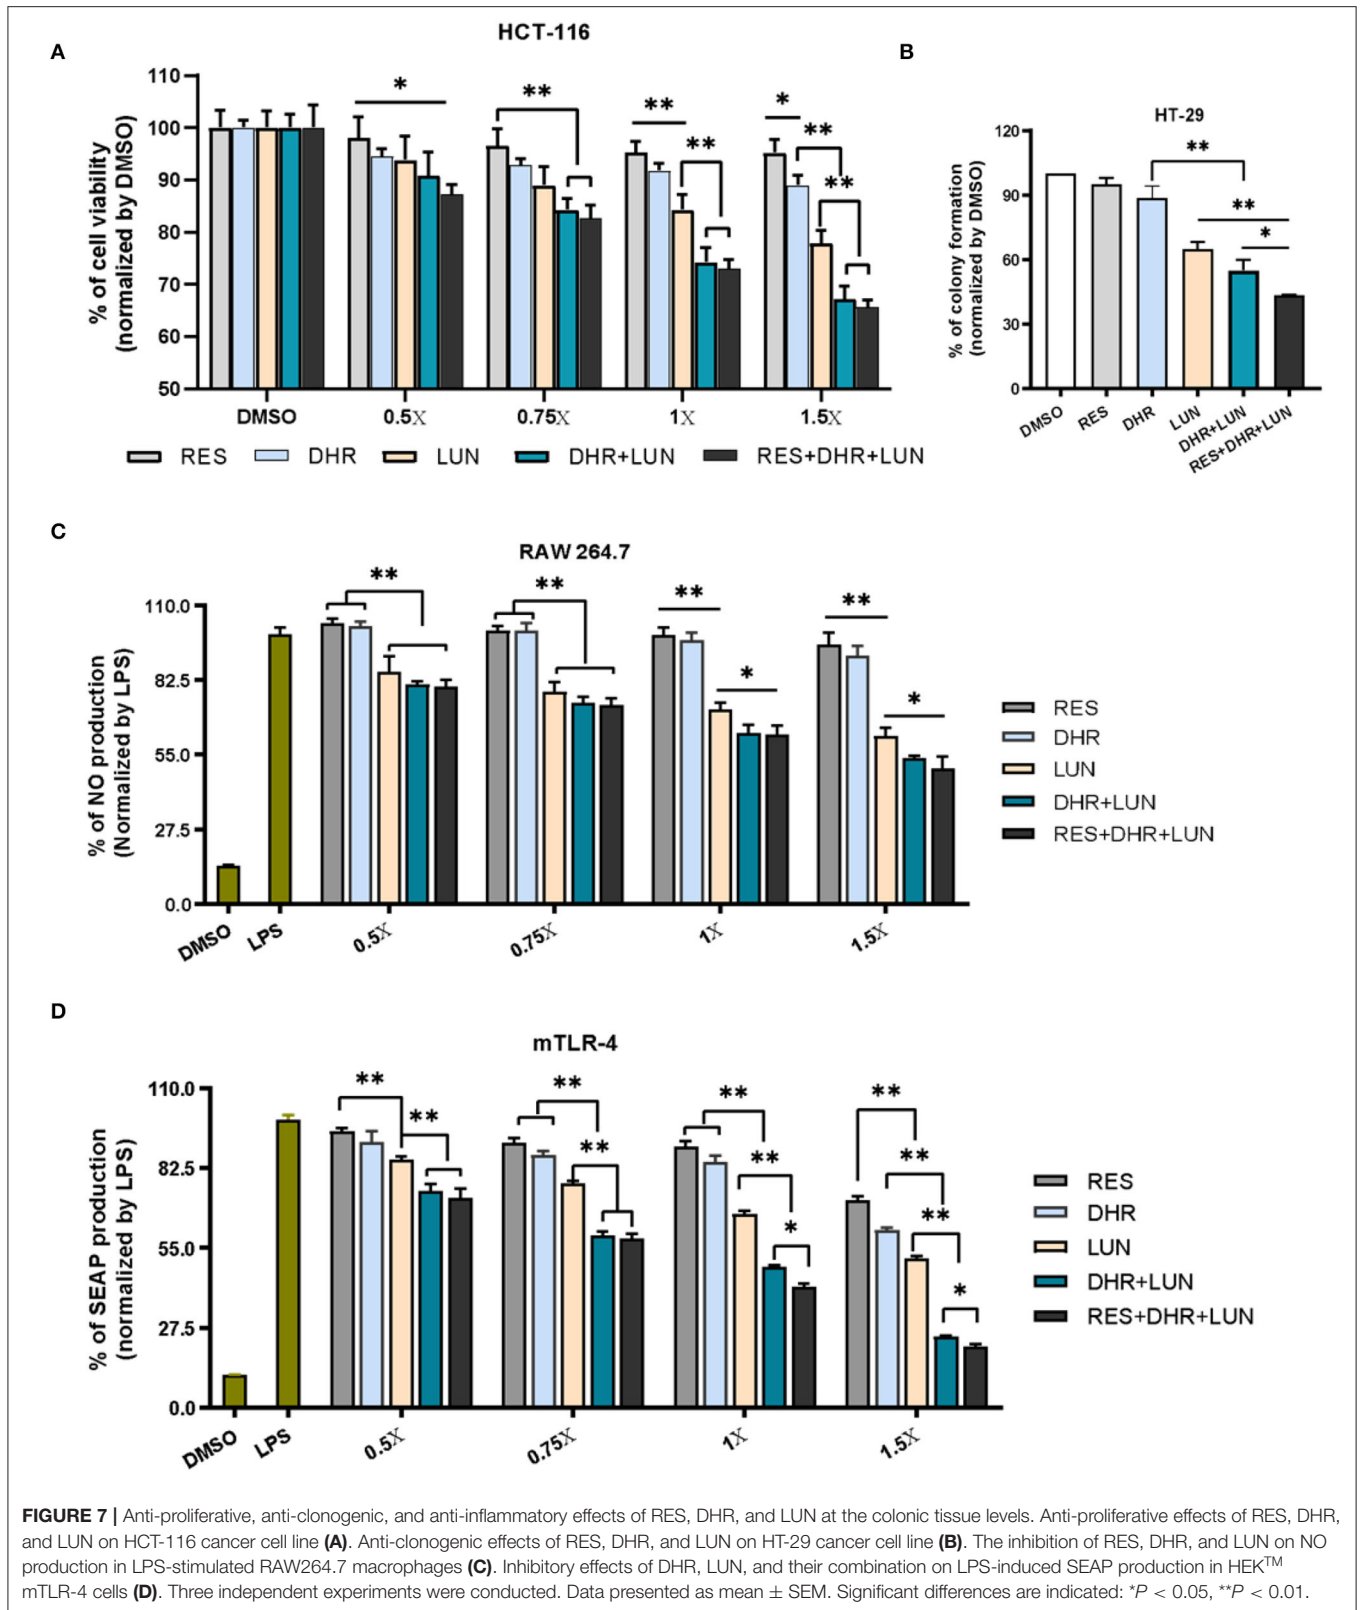 A
HCT-116
% of cell viability
(normalized by DMSO)
110
100
90
80
70
60
50
*
**
**
**
*
**
**
DMSO
0.5X
0.75X
1X
1.5X
RES
DHR
LUN
DHR+LUN
RES+DHR+LUN
B
HT-29
% of colony formation
(normalized by DMSO)
120
90
60
30
0
**
**
*
DMSO
RES
DHR
LUN
DHR+LUN
RES+DHR+LUN
C
RAW 264.7
% of NO production
(Normalized by LPS)
110.0
82.5
55.0
27.5
0.0
**
**
**
*
**
*
DMSO
LPS
0.5X
0.75X
1X
1.5X
RES
DHR
LUN
DHR+LUN
RES+DHR+LUN
D
mTLR-4
% of SEAP production
(normalized by LPS)
110.0
82.5
55.0
27.5
0.0
**
**
**
**
**
**
*
**
**
**
*
DMSO
LPS
0.5X
0.75X
1X
1.5X
RES
DHR
LUN
DHR+LUN
RES+DHR+LUN
FIGURE 7 | Anti-proliferative, anti-clonogenic, and anti-inflammatory effects of RES, DHR, and LUN at the colonic tissue levels. Anti-proliferative effects of RES, DHR,
and LUN on HCT-116 cancer cell line (A). Anti-clonogenic effects of RES, DHR, and LUN on HT-29 cancer cell line (B). The inhibition of RES, DHR, and LUN on NO
production in LPS-stimulated RAW264.7 macrophages (C). Inhibitory effects of DHR, LUN, and their combination on LPS-induced SEAP production in HEK™
mTLR-4 cells (D). Three independent experiments were conducted. Data presented as mean ± SEM. Significant differences are indicated: *P < 0.05, **P < 0.01.